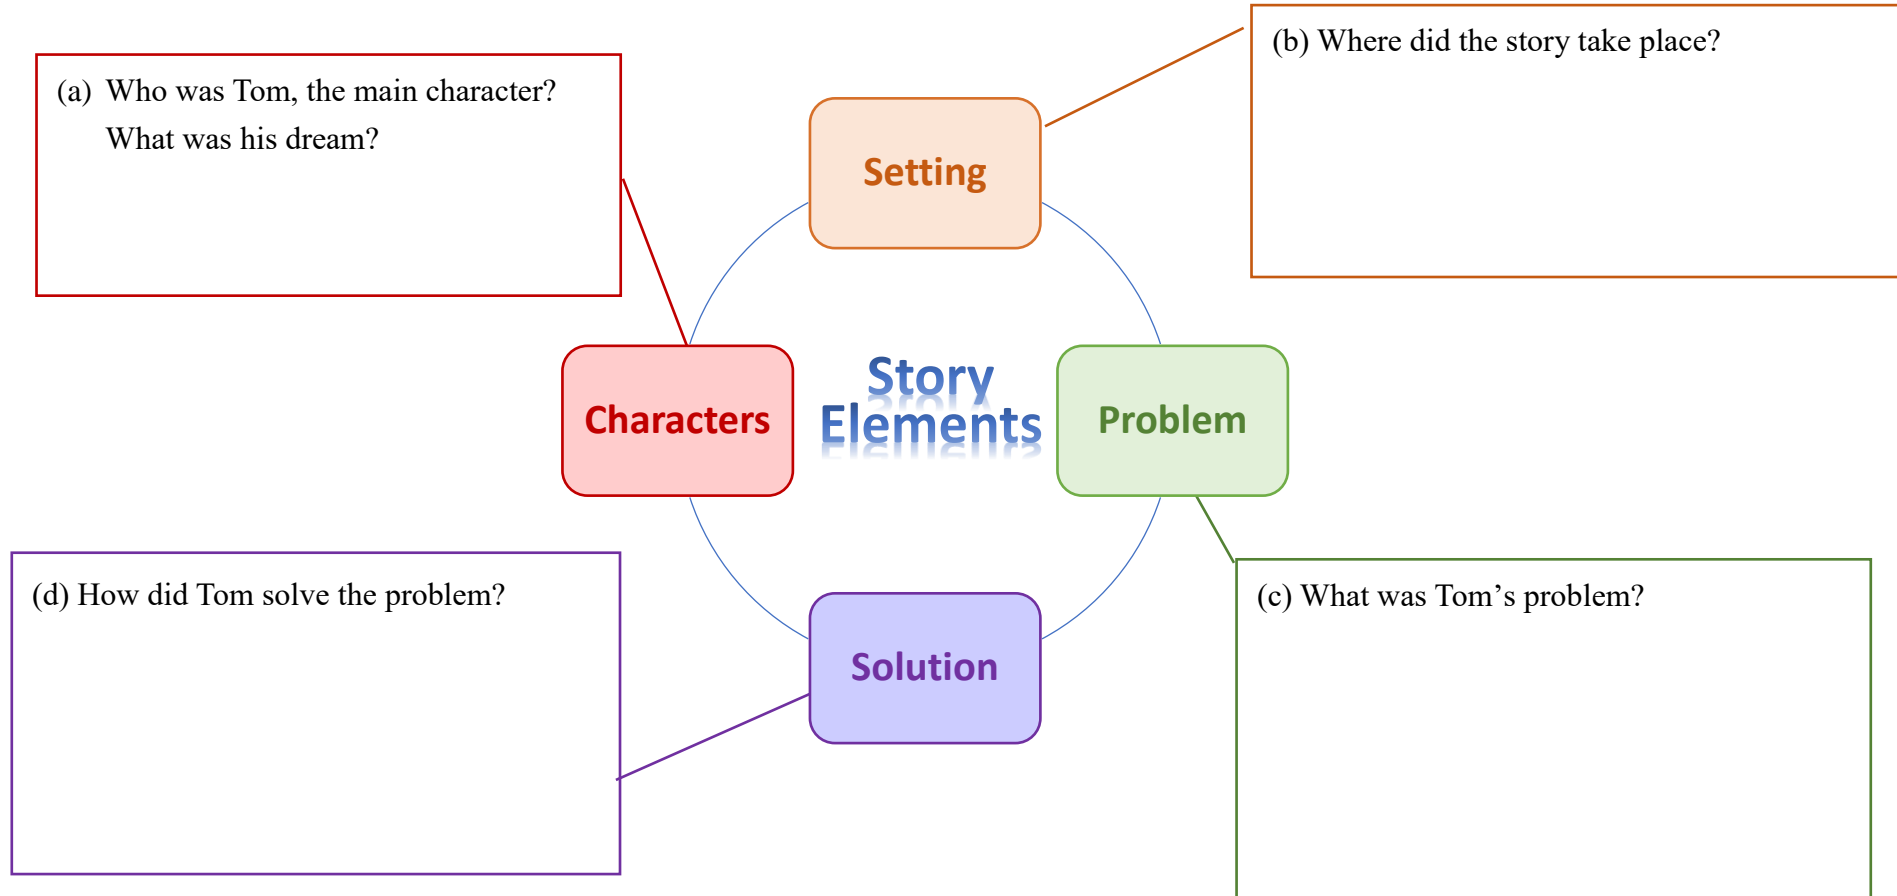 (a) Who was Tom, the main character?
What was his dream?
(b) Where did the story take place?
Setting
Characters
Story
Elements
Problem
Solution
(d) How did Tom solve the problem?
(c) What was Tom’s problem?